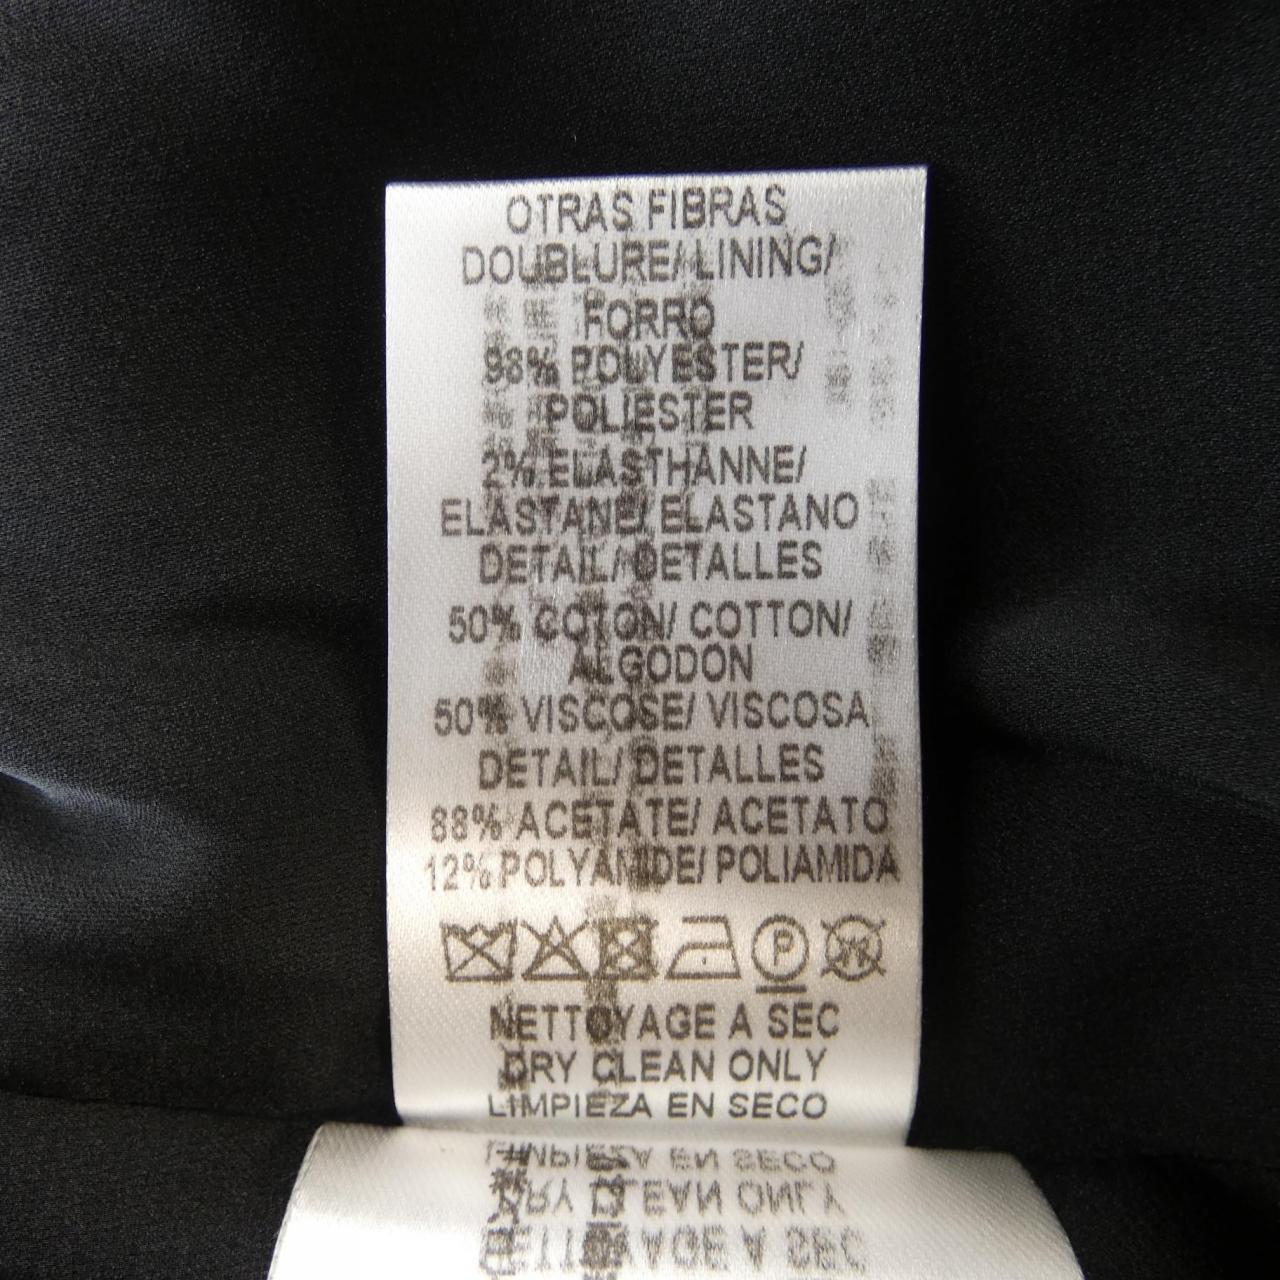 OTRAS FIBRAS
DOUBLURE/ LINING/
FORRO
98% POLYESTER/
POLIESTER
2% ELASTHANNE/
ELASTANE/ ELASTANO
DETAIL/ DETALLES
50% COTON/ COTTON/
ALGODÓN
50% VISCOSE/ VISCOSA
DETAIL/ DETALLES
88% ACETATE/ ACETATO
12% POLYAMIDE/ POLIAMIDA
P
NETTOYAGE A SEC
DRY CLEAN ONLY
LIMPIEZA EN SECO